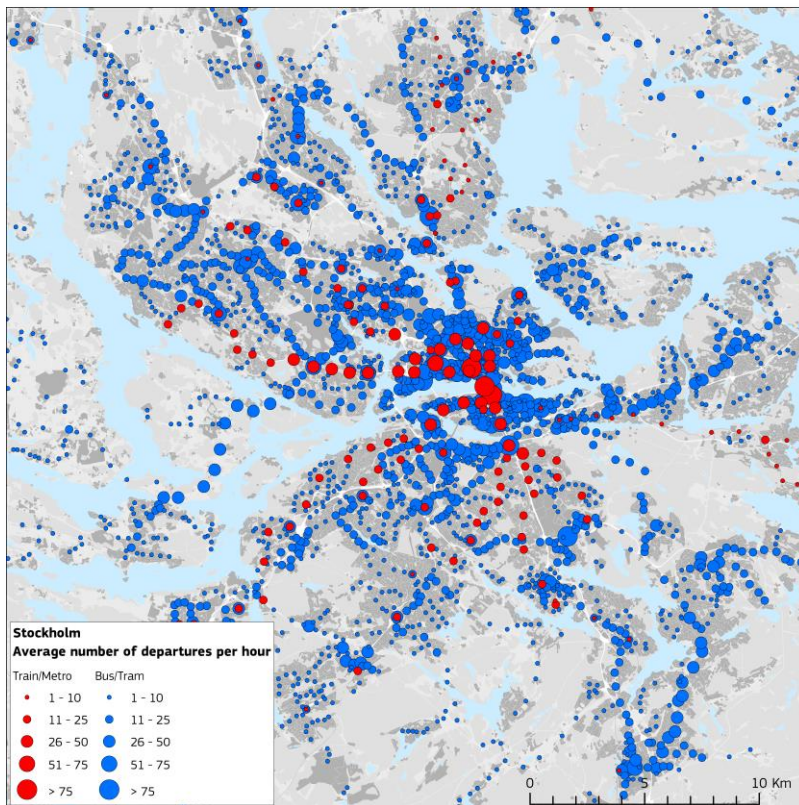 Stockholm
Average number of departures per hour
Train/Metro Bus/Tram
1 - 10 1 - 10
11 - 25 11 - 25
26 - 50 26 - 50
51 - 75 51 - 75
> 75 > 75
0 5 10 Km